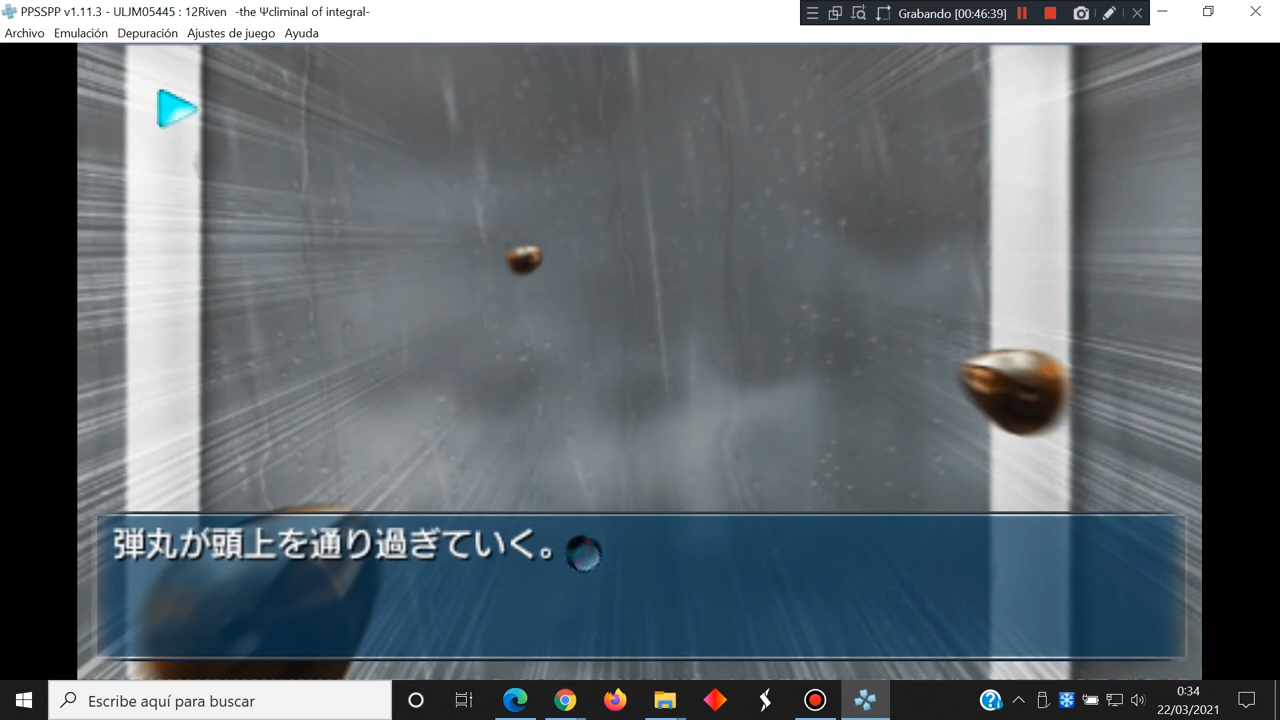 PPSSPP v1.11.3 - ULJM05445 : 12Riven -the Ψcliminal of integral-
Grabando (00:46:39)
Archivo Emulación Depuración Ajustes de juego Ayuda
弾丸が頭上を通り過ぎていく。
Escribe aquí para buscar
0:34
22/03/2021